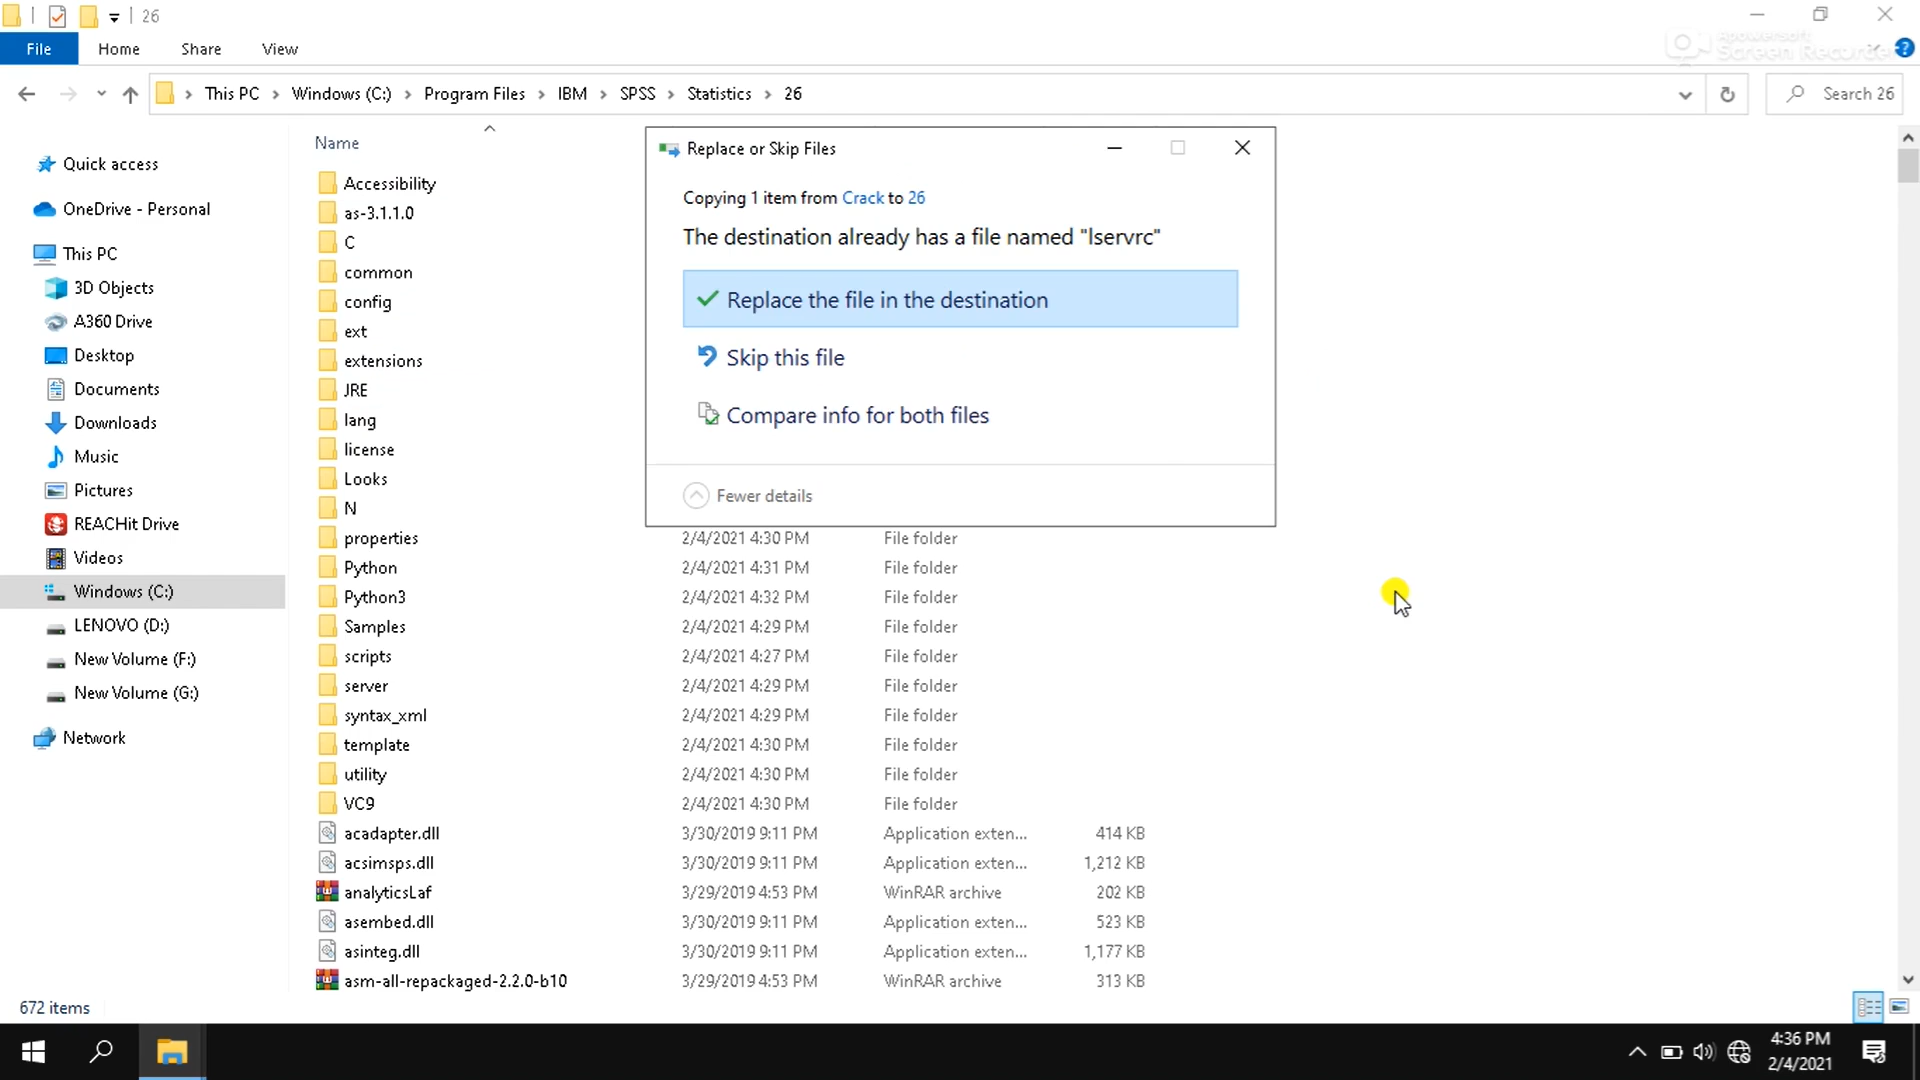 26
File Home Share View
Apowersoft
Screen Recorder
This PC Windows (C:) Program Files IBM SPSS Statistics 26
Search 26
Name
Quick access
OneDrive - Personal
This PC
3D Objects
A360 Drive
Desktop
Documents
Downloads
Music
Pictures
REACHit Drive
Videos
Windows (C:)
LENOVO (D:)
New Volume (F:)
New Volume (G:)
Network
Accessibility
as-3.1.1.0
C
common
config
ext
extensions
JRE
lang
license
Looks
N
properties 2/4/2021 4:30 PM File folder
Python 2/4/2021 4:31 PM File folder
Python3 2/4/2021 4:32 PM File folder
Samples 2/4/2021 4:29 PM File folder
scripts 2/4/2021 4:27 PM File folder
server 2/4/2021 4:29 PM File folder
syntax_xml 2/4/2021 4:29 PM File folder
template 2/4/2021 4:30 PM File folder
utility 2/4/2021 4:30 PM File folder
VC9 2/4/2021 4:30 PM File folder
acadapter.dll 3/30/2019 9:11 PM Application exten... 414 KB
acsimsps.dll 3/30/2019 9:11 PM Application exten... 1,212 KB
analyticsLaf 3/29/2019 4:53 PM WinRAR archive 202 KB
asembed.dll 3/30/2019 9:11 PM Application exten... 523 KB
asinteg.dll 3/30/2019 9:11 PM Application exten... 1,177 KB
asm-all-repackaged-2.2.0-b10 3/29/2019 4:53 PM WinRAR archive 313 KB
Replace or Skip Files
Copying 1 item from Crack to 26
The destination already has a file named "lservrc"
Replace the file in the destination
Skip this file
Compare info for both files
Fewer details
672 items
4:36 PM
2/4/2021